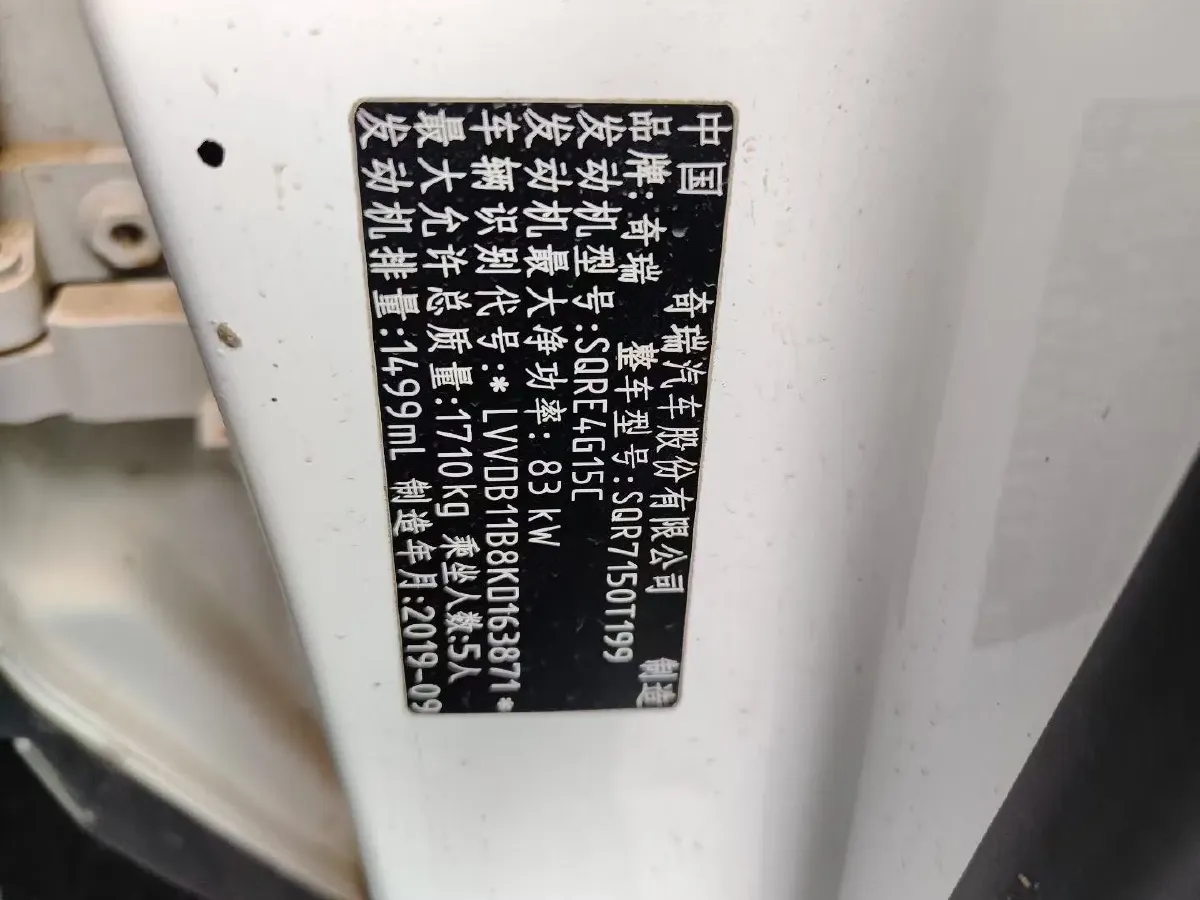 中国 奇瑞汽车股份有限公司 制造
品牌:奇瑞 整车型号:SQR7150T199
发动机型号:SQRE4G15C
发动机最大净功率:83kW
车辆识别代号:*LVVDB11B8KD163871*
最大允许总质量:1710kg 乘坐人数:5人
发动机排量:1499mL 制造年月:2019-09